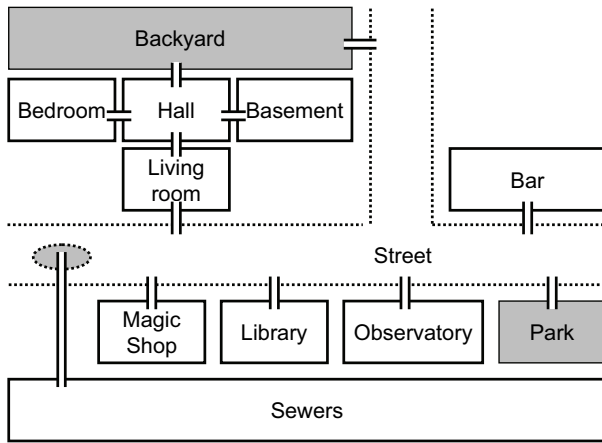 Backyard
Bedroom
Hall
Basement
Living
room
Bar
Street
Magic
Shop
Library
Observatory
Park
Sewers